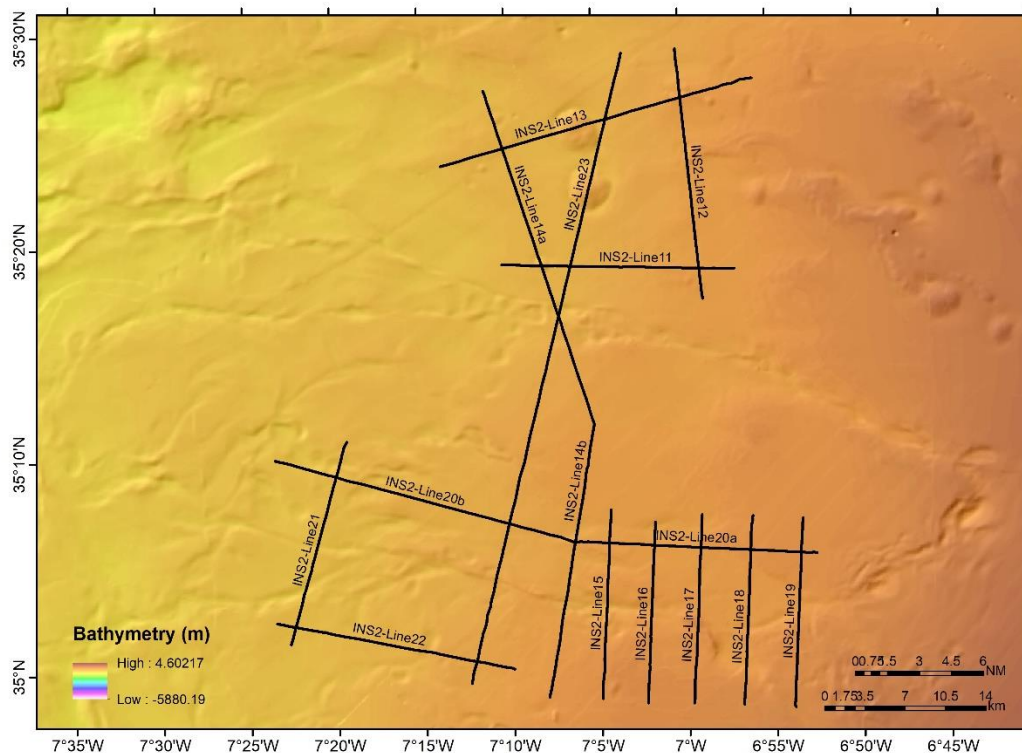 35°30'N
INS2-Line13
INS2-Line23
INS2-Line12
INS2-Line14a
35°20'N
INS2-Line11
35°10'N
INS2-Line20b
INS2-Line14b
INS2-Line21
INS2-Line20a
INS2-Line15
INS2-Line16
INS2-Line17
INS2-Line18
INS2-Line19
INS2-Line22
35°N
Bathymetry (m)
High : 4.60217
Low : -5880.19
0 0.75 1.5 3 4.5 6
NM
0 1.75 3.5 7 10.5 14
km
7°35'W 7°30'W 7°25'W 7°20'W 7°15'W 7°10'W 7°5'W 7°0'W 6°55'W 6°50'W 6°45'W